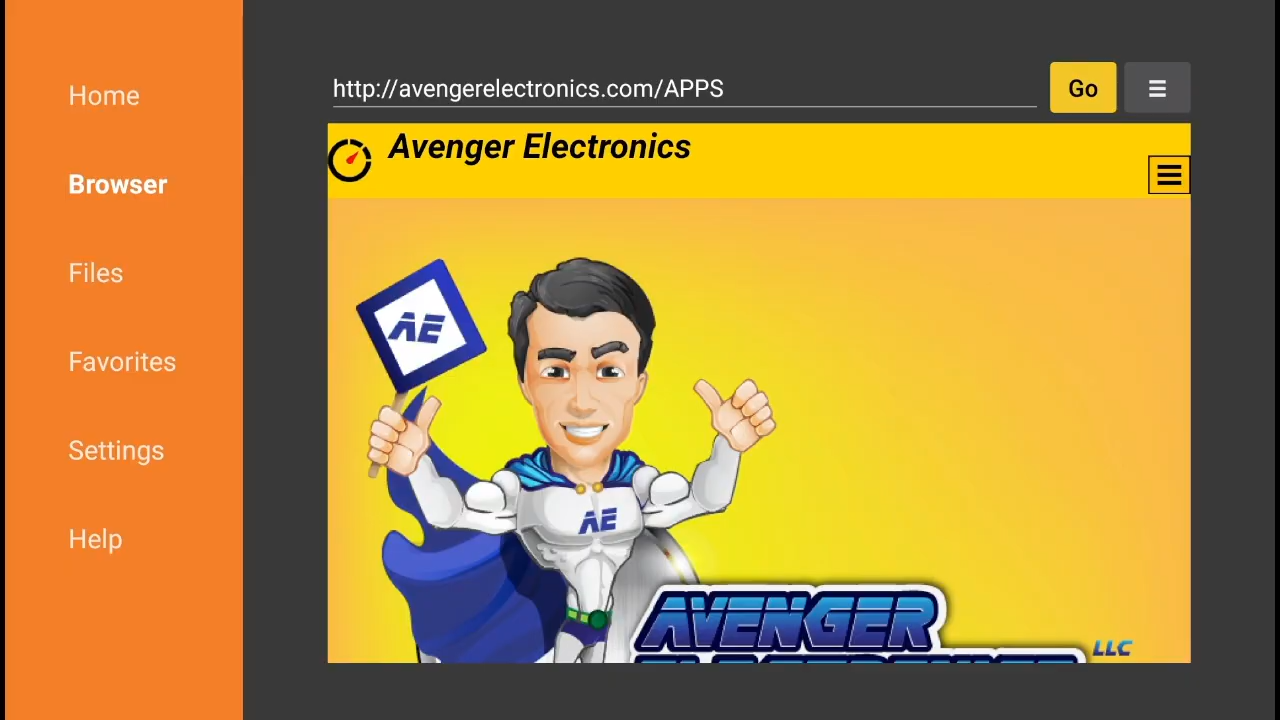 Home
Browser
Files
Favorites
Settings
Help
http://avengerelectronics.com/APPS
Go
Avenger Electronics
AE
AE
AVENGER
LLC